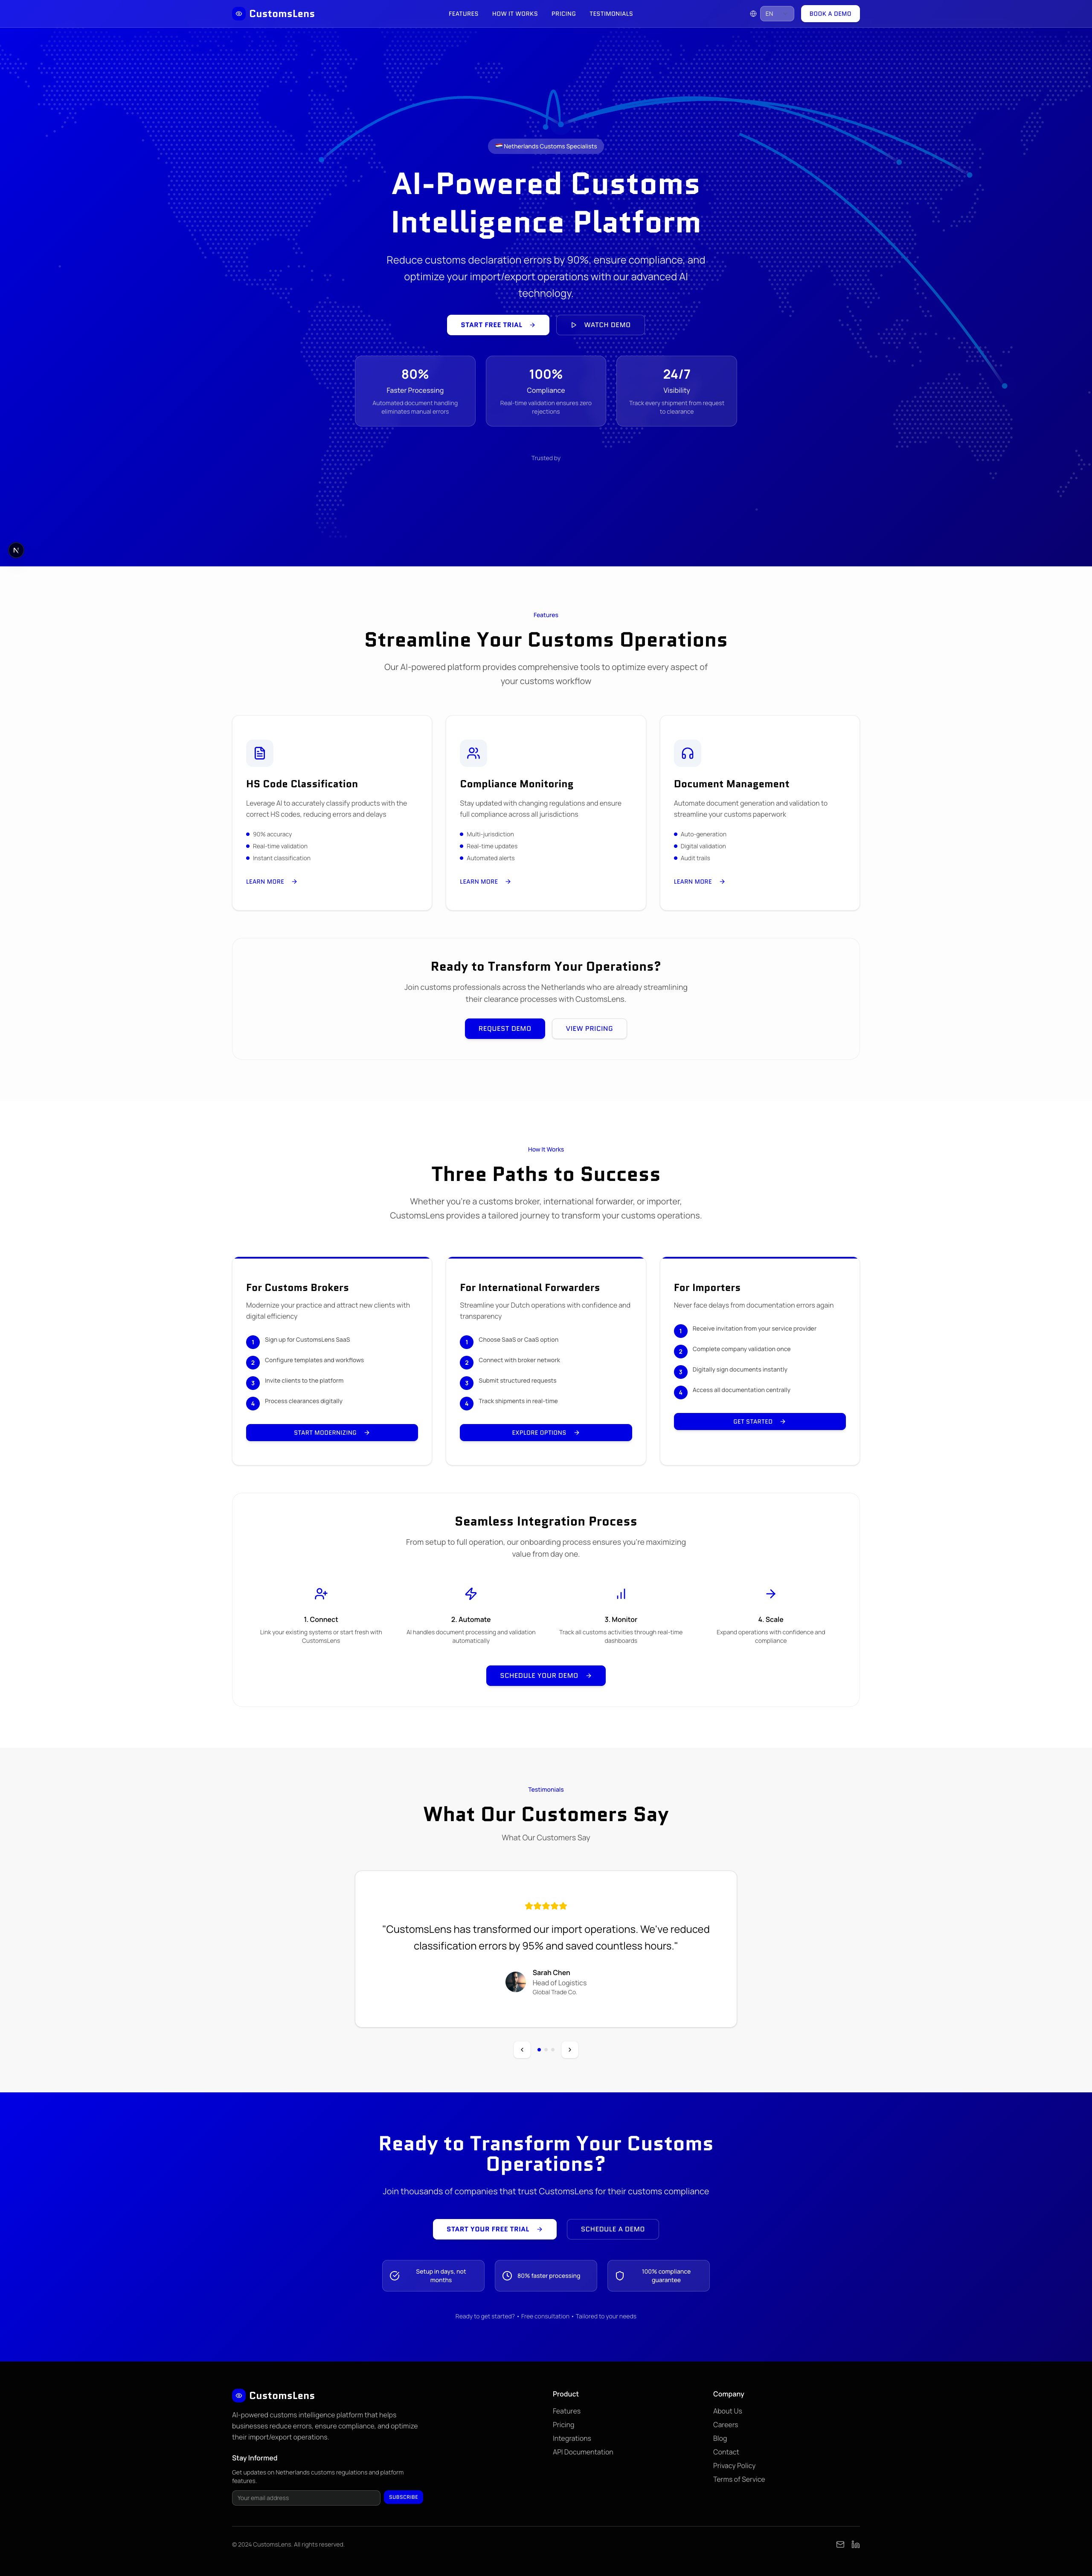 CustomsLens
FEATURES
HOW IT WORKS
PRICING
TESTIMONIALS
EN
BOOK A DEMO
Netherlands Customs Specialists
AI-Powered Customs
Intelligence Platform
Reduce customs declaration errors by 90%, ensure compliance, and
optimize your import/export operations with our advanced AI
technology.
START FREE TRIAL
WATCH DEMO
80%
Faster Processing
Automated document handling
eliminates manual errors
100%
Compliance
Real-time validation ensures zero
rejections
24/7
Visibility
Track every shipment from request
to clearance
Trusted by
N
Features
Streamline Your Customs Operations
Our AI-powered platform provides comprehensive tools to optimize every aspect of
your customs workflow
HS Code Classification
Leverage AI to accurately classify products with the
correct HS codes, reducing errors and delays
90% accuracy
Real-time validation
Instant classification
LEARN MORE
Compliance Monitoring
Stay updated with changing regulations and ensure
full compliance across all jurisdictions
Multi-jurisdiction
Real-time updates
Automated alerts
LEARN MORE
Document Management
Automate document generation and validation to
streamline your customs paperwork
Auto-generation
Digital validation
Audit trails
LEARN MORE
Ready to Transform Your Operations?
Join customs professionals across the Netherlands who are already streamlining
their clearance processes with CustomsLens.
REQUEST DEMO
VIEW PRICING
How It Works
Three Paths to Success
Whether you're a customs broker, international forwarder, or importer,
CustomsLens provides a tailored journey to transform your customs operations.
For Customs Brokers
Modernize your practice and attract new clients with
digital efficiency
1 Sign up for CustomsLens SaaS
2 Configure templates and workflows
3 Invite clients to the platform
4 Process clearances digitally
START MODERNIZING
For International Forwarders
Streamline your Dutch operations with confidence and
transparency
1 Choose SaaS or CaaS option
2 Connect with broker network
3 Submit structured requests
4 Track shipments in real-time
EXPLORE OPTIONS
For Importers
Never face delays from documentation errors again
1 Receive invitation from your service provider
2 Complete company validation once
3 Digitally sign documents instantly
4 Access all documentation centrally
GET STARTED
Seamless Integration Process
From setup to full operation, our onboarding process ensures you're maximizing
value from day one.
1. Connect
Link your existing systems or start fresh with
CustomsLens
2. Automate
AI handles document processing and validation
automatically
3. Monitor
Track all customs activities through real-time
dashboards
4. Scale
Expand operations with confidence and
compliance
SCHEDULE YOUR DEMO
Testimonials
What Our Customers Say
What Our Customers Say
"CustomsLens has transformed our import operations. We've reduced
classification errors by 95% and saved countless hours."
Sarah Chen
Head of Logistics
Global Trade Co.
Ready to Transform Your Customs
Operations?
Join thousands of companies that trust CustomsLens for their customs compliance
START YOUR FREE TRIAL
SCHEDULE A DEMO
Setup in days, not
months
80% faster processing
100% compliance
guarantee
Ready to get started? • Free consultation • Tailored to your needs
CustomsLens
AI-powered customs intelligence platform that helps
businesses reduce errors, ensure compliance, and optimize
their import/export operations.
Stay Informed
Get updates on Netherlands customs regulations and platform
features.
Your email address
SUBSCRIBE
Product
Features
Pricing
Integrations
API Documentation
Company
About Us
Careers
Blog
Contact
Privacy Policy
Terms of Service
© 2024 CustomsLens. All rights reserved.